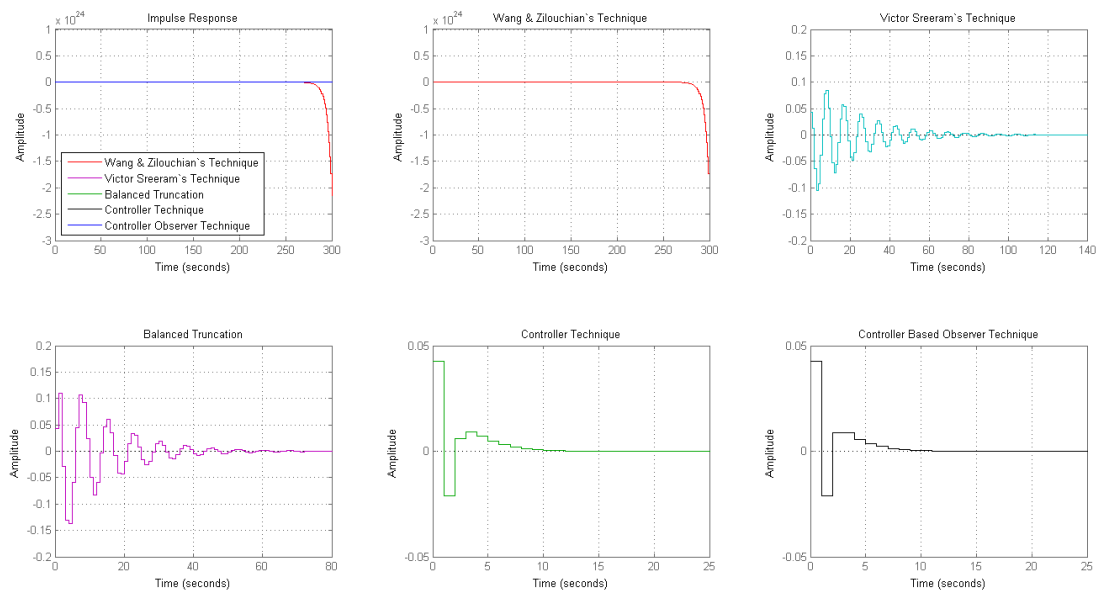 Impulse Response
x 10^24
1
0.5
0
-0.5
-1
-1.5
-2
-2.5
-3
Amplitude
Wang & Zilouchian`s Technique
Victor Sreeram`s Technique
Balanced Truncation
Controller Technique
Controller Observer Technique
0 50 100 150 200 250 300
Time (seconds)
Wang & Zilouchian`s Technique
x 10^24
1
0.5
0
-0.5
-1
-1.5
-2
-2.5
-3
Amplitude
0 50 100 150 200 250 300
Time (seconds)
Victor Sreeram`s Technique
0.2
0.15
0.1
0.05
0
-0.05
-0.1
-0.15
-0.2
Amplitude
0 20 40 60 80 100 120 140
Time (seconds)
Balanced Truncation
0.2
0.15
0.1
0.05
0
-0.05
-0.1
-0.15
-0.2
Amplitude
0 20 40 60 80
Time (seconds)
Controller Technique
0.05
0
-0.05
Amplitude
0 5 10 15 20 25
Time (seconds)
Controller Based Observer Technique
0.05
0
-0.05
Amplitude
0 5 10 15 20 25
Time (seconds)